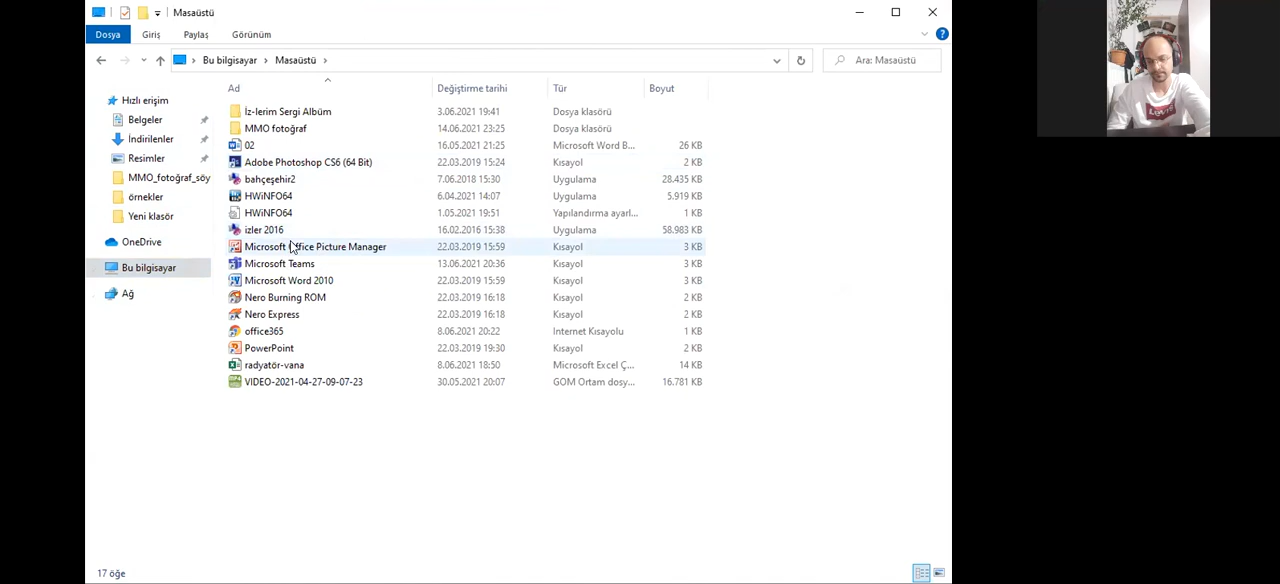 Masaüstü
Dosya Giriş Paylaş Görünüm
Bu bilgisayar Masaüstü Ara: Masaüstü
Ad Değiştirme tarihi Tür Boyut
Hızlı erişim
Belgeler
İndirilenler
Resimler
MMO_fotoğraf_söy
örnekler
Yeni klasör
OneDrive
Bu bilgisayar
Ağ
İz-lerim Sergi Albüm 3.06.2021 19:41 Dosya klasörü
MMO fotoğraf 14.06.2021 23:25 Dosya klasörü
02 16.05.2021 21:25 Microsoft Word B... 26 KB
Adobe Photoshop CS6 (64 Bit) 22.03.2019 15:24 Kısayol 2 KB
bahçeşehir2 7.06.2018 15:30 Uygulama 28.435 KB
HWiNFO64 6.04.2021 14:07 Uygulama 5.919 KB
HWiNFO64 1.05.2021 19:51 Yapılandırma ayarl... 1 KB
izler 2016 16.02.2016 15:38 Uygulama 58.983 KB
Microsoft Office Picture Manager 22.03.2019 15:59 Kısayol 3 KB
Microsoft Teams 13.06.2021 20:36 Kısayol 3 KB
Microsoft Word 2010 22.03.2019 15:59 Kısayol 3 KB
Nero Burning ROM 22.03.2019 16:18 Kısayol 2 KB
Nero Express 22.03.2019 16:18 Kısayol 2 KB
office365 8.06.2021 20:22 Internet Kısayolu 1 KB
PowerPoint 22.03.2019 19:30 Kısayol 2 KB
radyatör-vana 8.06.2021 18:50 Microsoft Excel Ç... 14 KB
VIDEO-2021-04-27-09-07-23 30.05.2021 20:07 GOM Ortam dosy... 16.781 KB
17 öğe